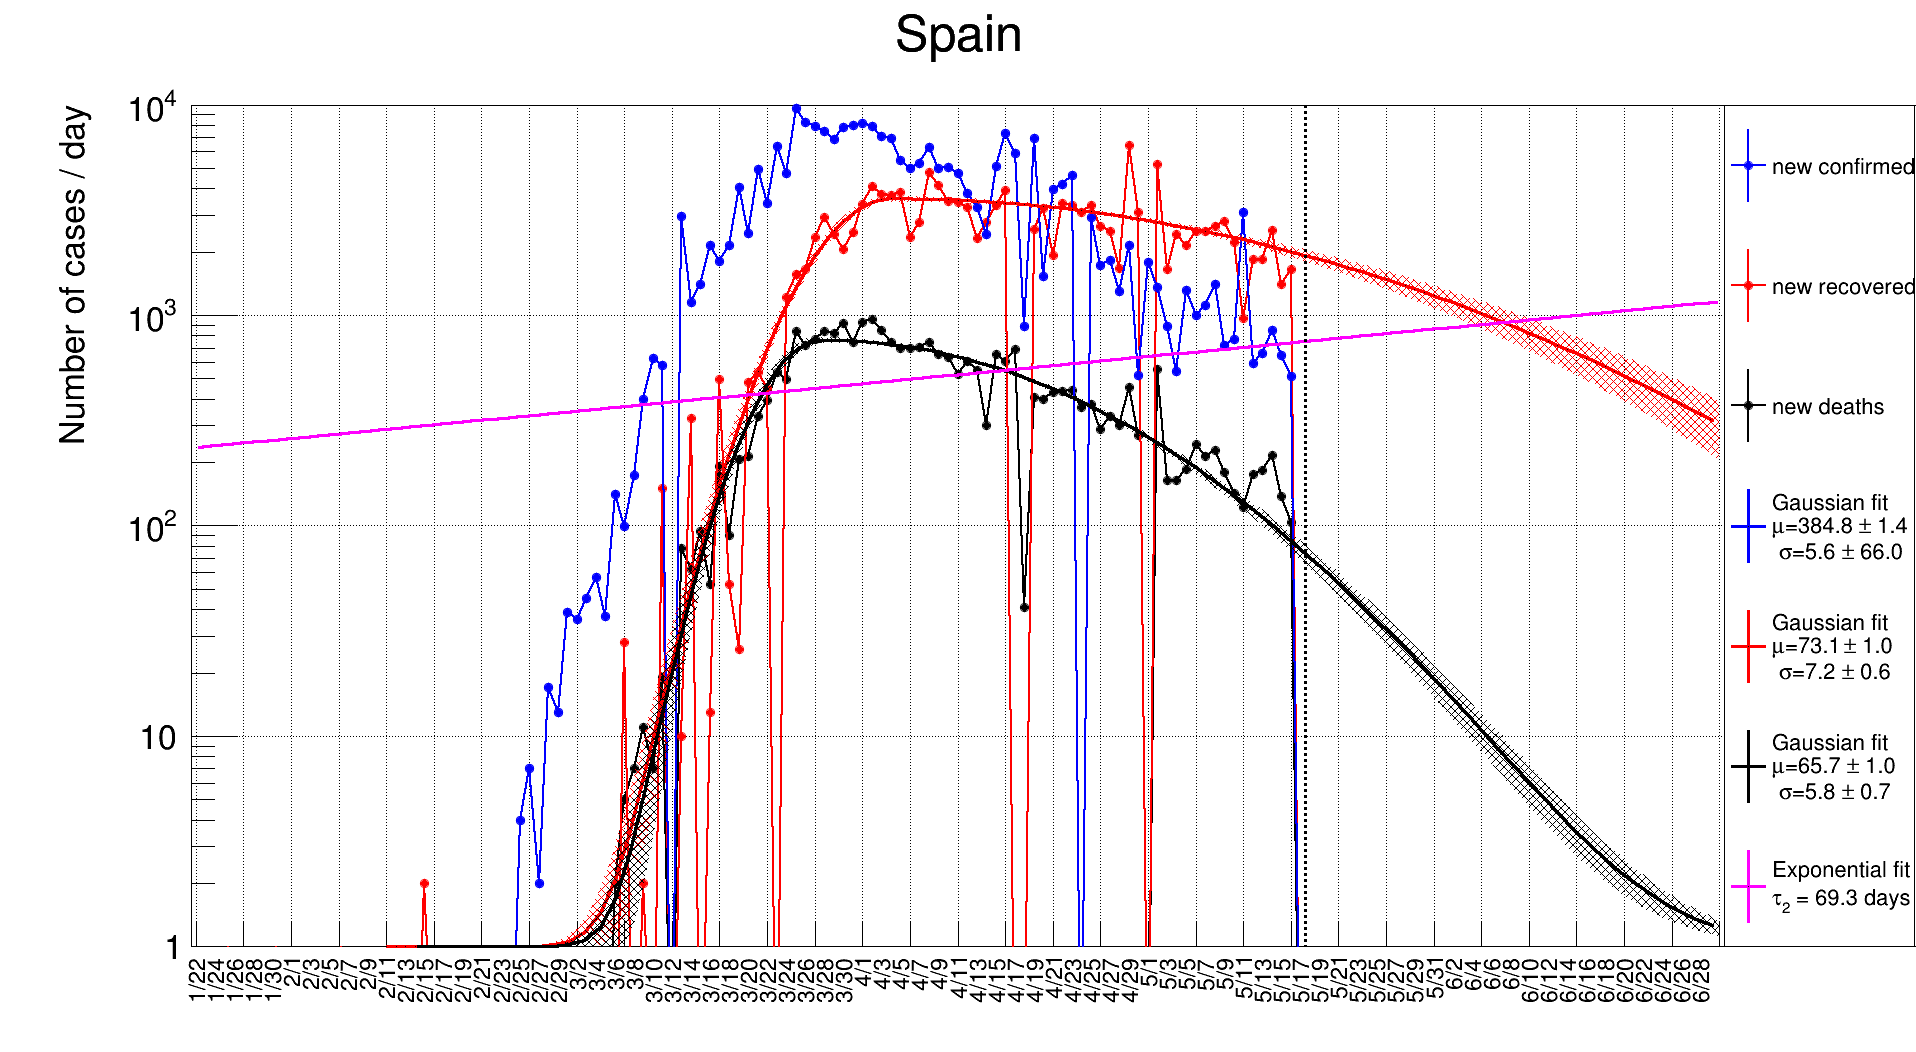 Spain
Number of cases / day
10⁴
10³
10²
10
1
1/22 1/24 1/26 1/28 1/30 2/1 2/3 2/5 2/7 2/9 2/11 2/13 2/15 2/17 2/19 2/21 2/23 2/25 2/27 2/29 3/2 3/4 3/6 3/8 3/10 3/12 3/14 3/16 3/18 3/20 3/22 3/24 3/26 3/28 3/30 4/1 4/3 4/5 4/7 4/9 4/11 4/13 4/15 4/17 4/19 4/21 4/23 4/25 4/27 4/29 5/1 5/3 5/5 5/7 5/9 5/11 5/13 5/15 5/17 5/19 5/21 5/23 5/25 5/27 5/29 5/31 6/2 6/4 6/6 6/8 6/10 6/12 6/14 6/16 6/18 6/20 6/22 6/24 6/26 6/28
new confirmed
new recovered
new deaths
Gaussian fit
μ=384.8 ± 1.4
σ=5.6 ± 66.0
Gaussian fit
μ=73.1 ± 1.0
σ=7.2 ± 0.6
Gaussian fit
μ=65.7 ± 1.0
σ=5.8 ± 0.7
Exponential fit
τ₂ = 69.3 days